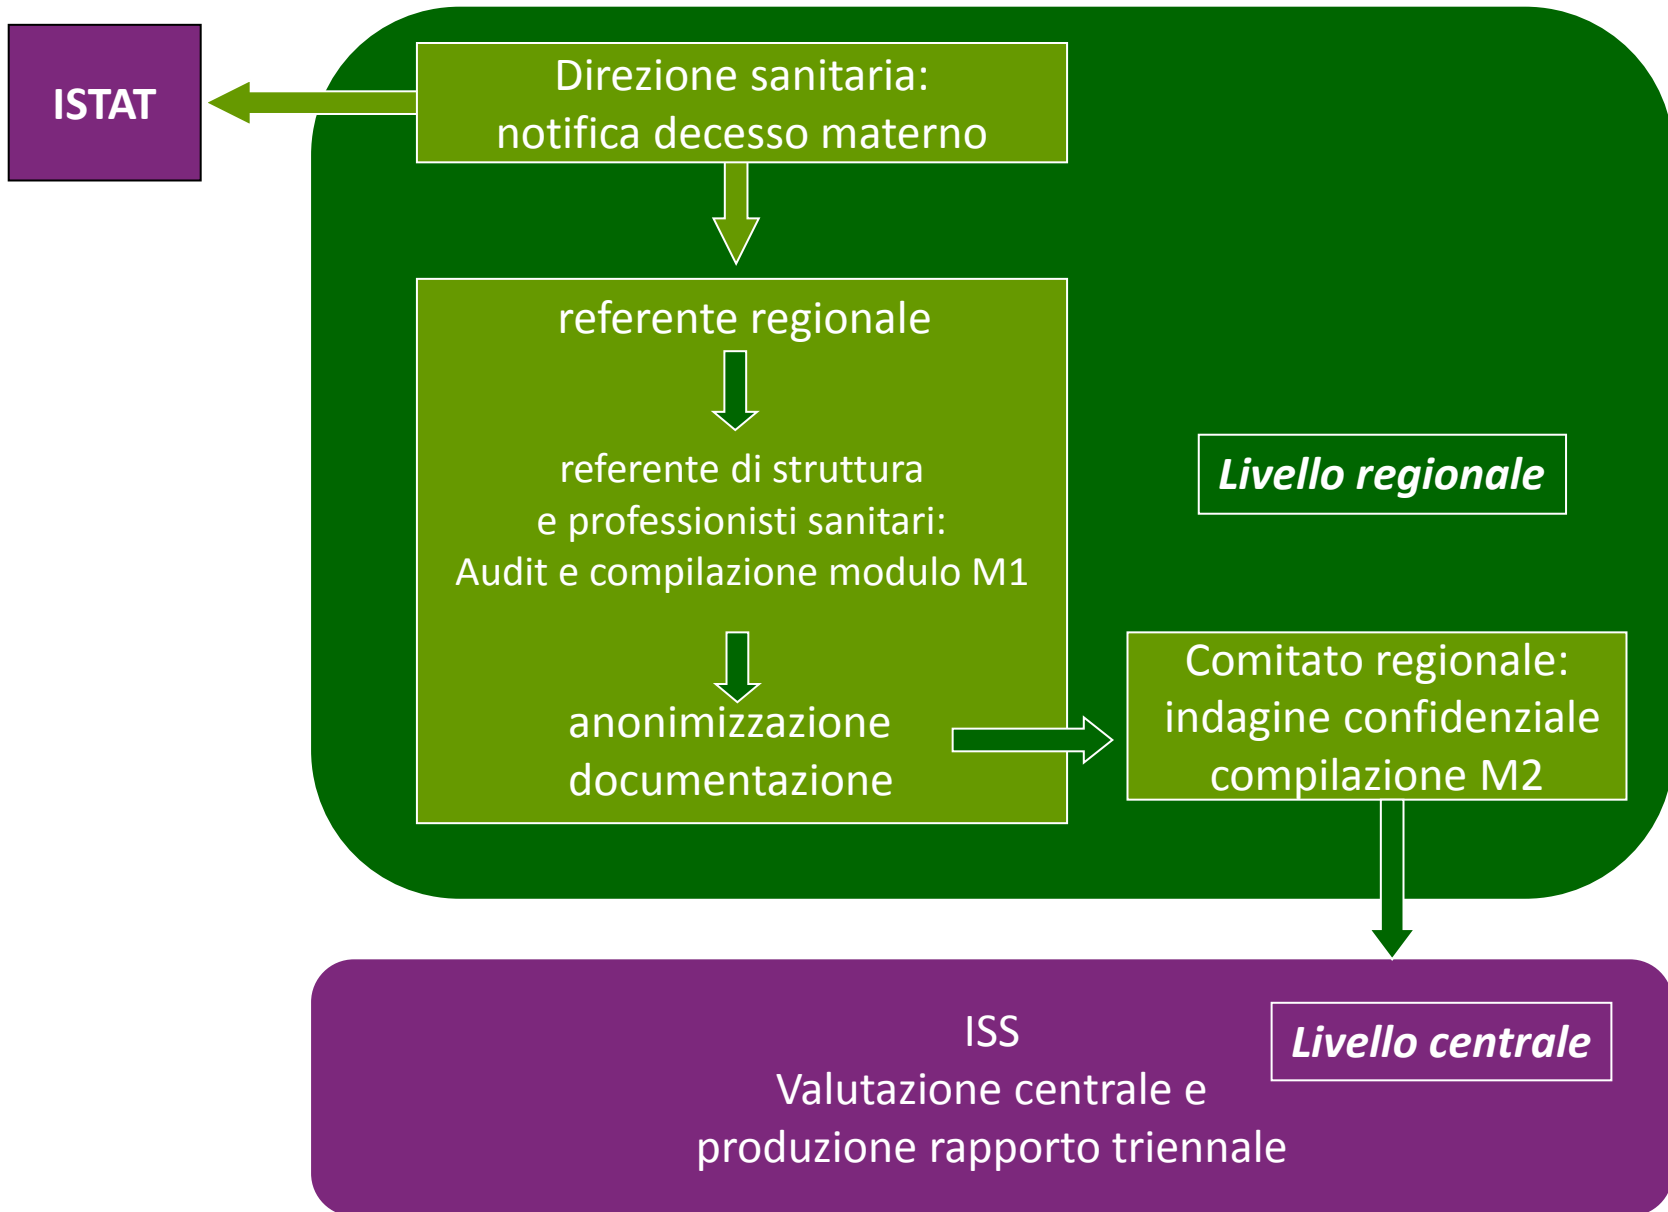 ISTAT
Direzione sanitaria:
notifica decesso materno
referente regionale
referente di struttura
e professionisti sanitari:
Audit e compilazione modulo M1
anonimizzazione
documentazione
Livello regionale
Comitato regionale:
indagine confidenziale
compilazione M2
ISS
Valutazione centrale e
produzione rapporto triennale
Livello centrale